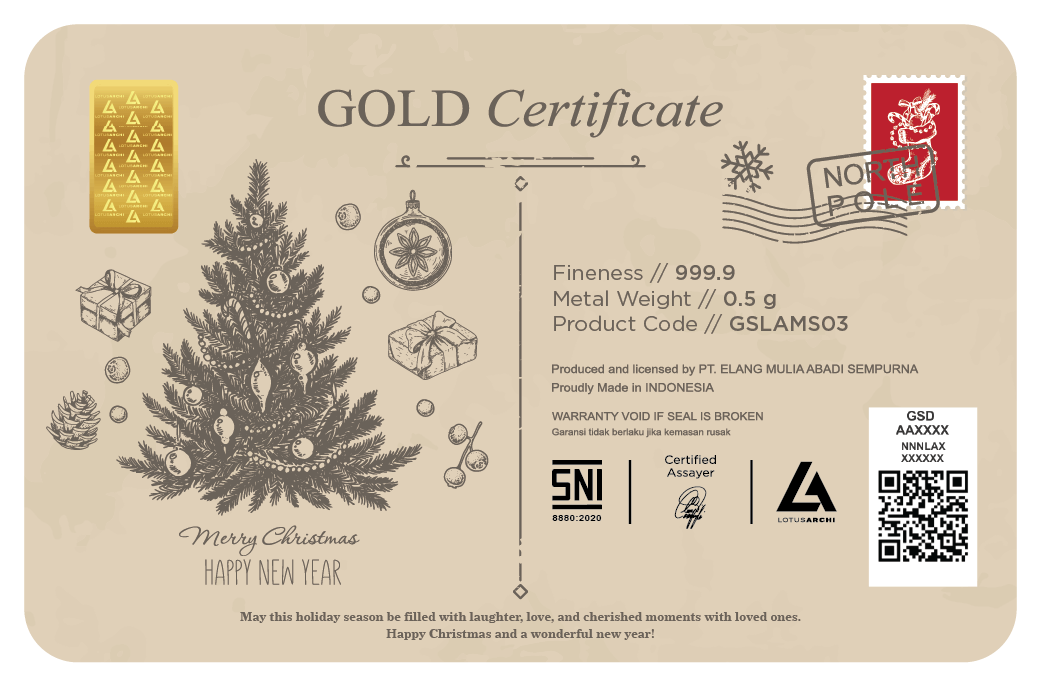 GOLD Certificate
NORTH
POLE
Fineness // 999.9
Metal Weight // 0.5 g
Product Code // GSLAMS03
Produced and licensed by PT. ELANG MULIA ABADI SEMPURNA
Proudly Made in INDONESIA
WARRANTY VOID IF SEAL IS BROKEN
Garansi tidak berlaku jika kemasan rusak
SNI
8880:2020
Certified
Assayer
LOTUSARCHI
GSD
AAXXXX
NNNLAX
XXXXXX
Merry Christmas
HAPPY NEW YEAR
May this holiday season be filled with laughter, love, and cherished moments with loved ones.
Happy Christmas and a wonderful new year!